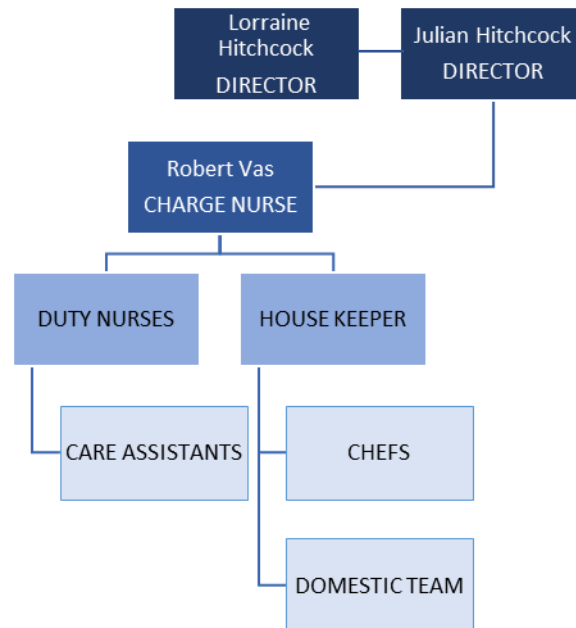 Lorraine
Hitchcock
DIRECTOR
Julian Hitchcock
DIRECTOR
Robert Vas
CHARGE NURSE
DUTY NURSES
HOUSE KEEPER
CARE ASSISTANTS
CHEFS
DOMESTIC TEAM